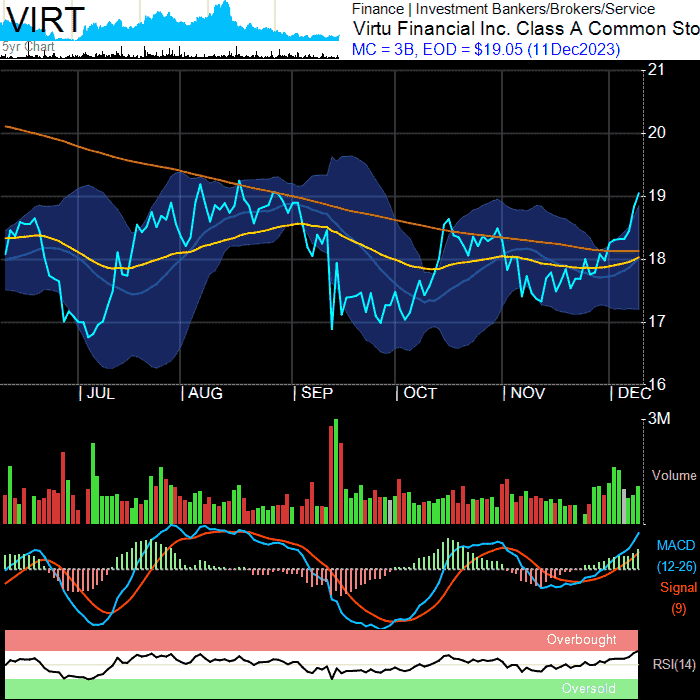 VIRT
5yr Chart
Finance | Investment Bankers/Brokers/Service
Virtu Financial Inc. Class A Common Sto
MC = 3B, EOD = $19.05 (11Dec2023)
21
20
19
18
17
16
| JUL | AUG | SEP | OCT | NOV | DEC
3M
Volume
MACD
(12-26)
Signal
(9)
Overbought
RSI(14)
Oversold